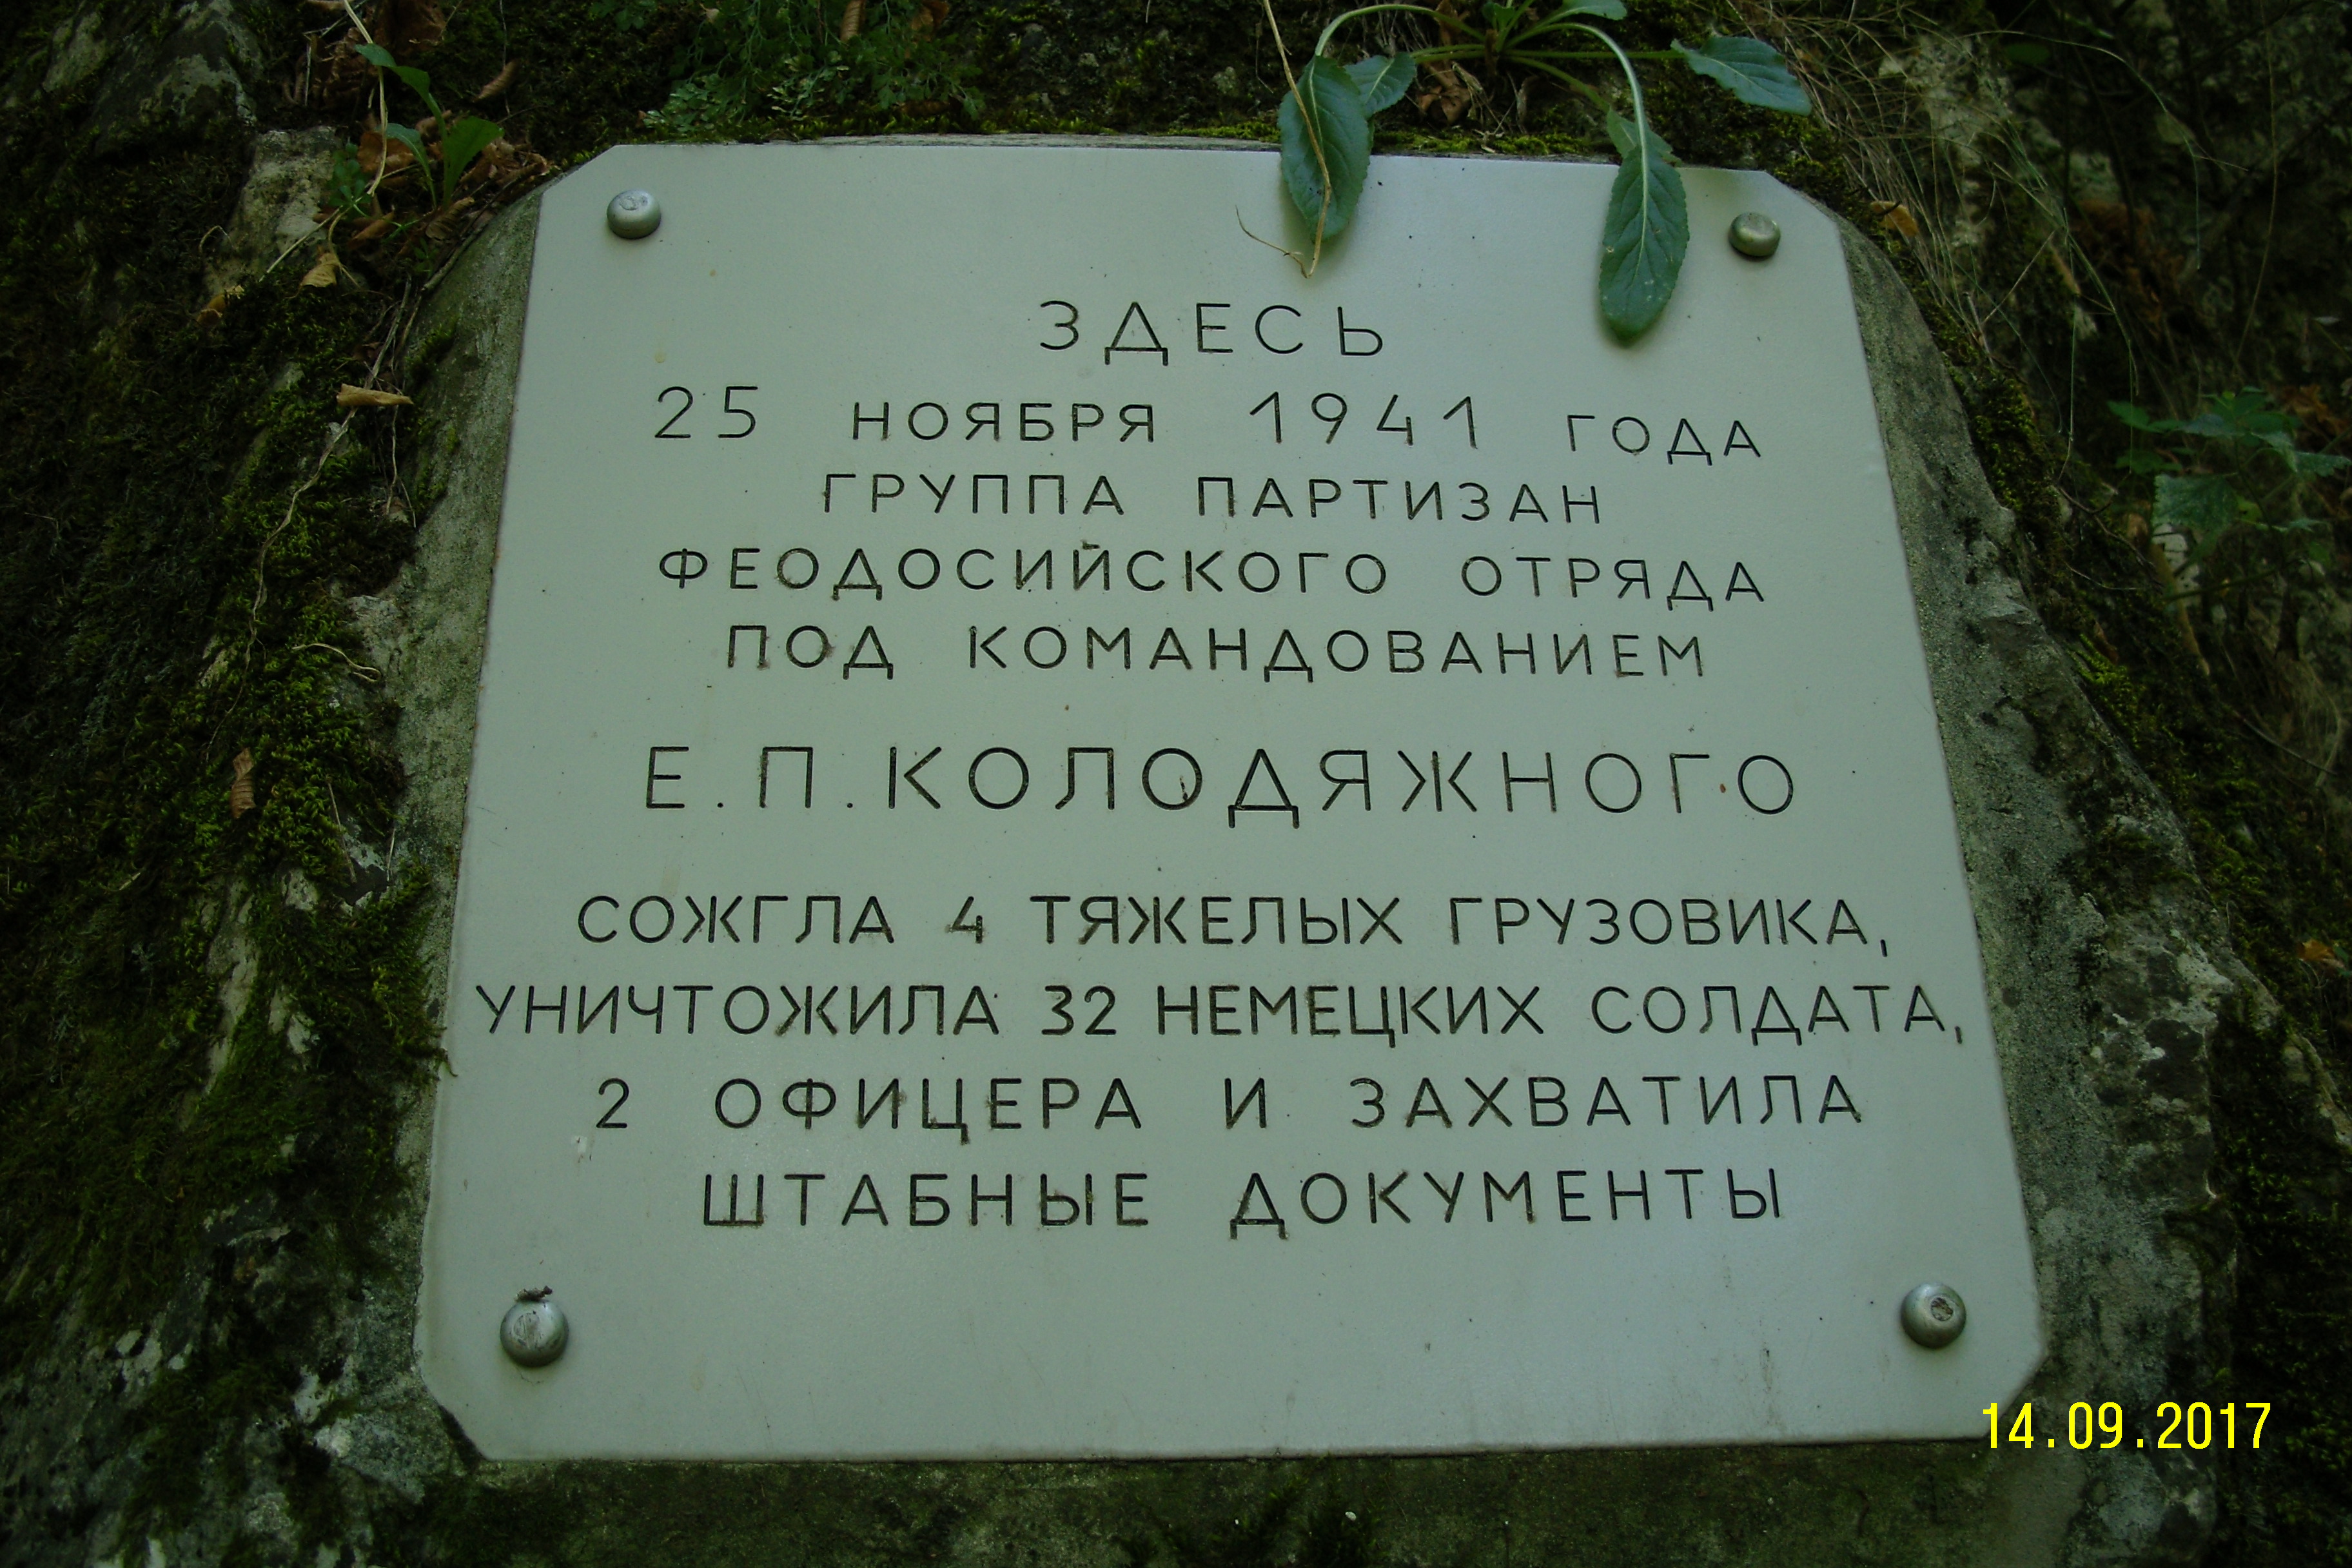 ЗДЕСЬ
25 НОЯБРЯ 1941 ГОДА
ГРУППА ПАРТИЗАН
ФЕОДОСИЙСКОГО ОТРЯДА
ПОД КОМАНДОВАНИЕМ
Е.П.КОЛОДЯЖНОГО
СОЖГЛА 4 ТЯЖЕЛЫХ ГРУЗОВИКА,
УНИЧТОЖИЛА 32 НЕМЕЦКИХ СОЛДАТА,
2 ОФИЦЕРА И ЗАХВАТИЛА
ШТАБНЫЕ ДОКУМЕНТЫ
14.09.2017